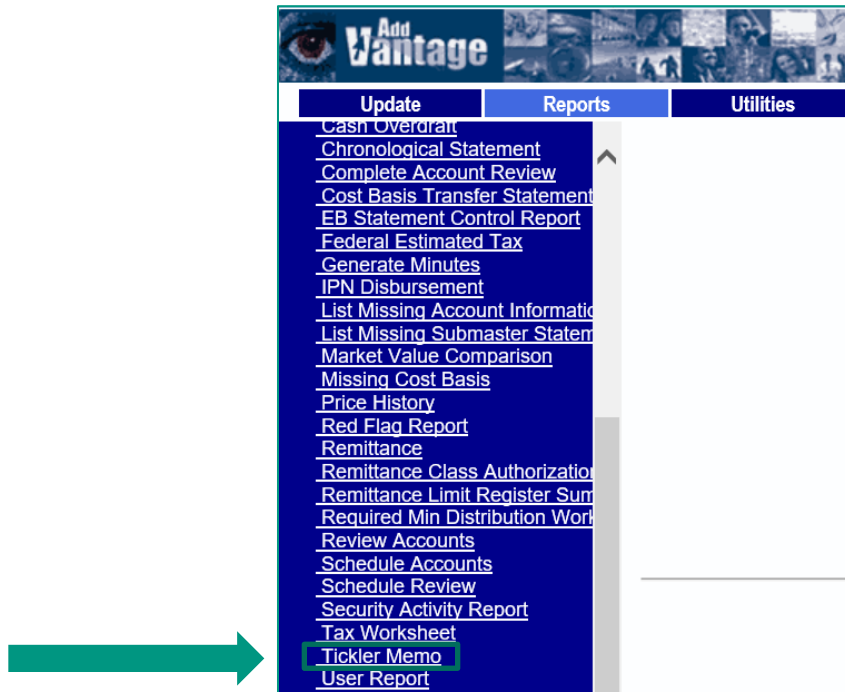 Add
Vantage
Update Reports Utilities
Cash Overdraft
Chronological Statement
Complete Account Review
Cost Basis Transfer Statement
EB Statement Control Report
Federal Estimated Tax
Generate Minutes
IPN Disbursement
List Missing Account Informatio
List Missing Submaster Statem
Market Value Comparison
Missing Cost Basis
Price History
Red Flag Report
Remittance
Remittance Class Authorization
Remittance Limit Register Sum
Required Min Distribution Work
Review Accounts
Schedule Accounts
Schedule Review
Security Activity Report
Tax Worksheet
Tickler Memo
User Report